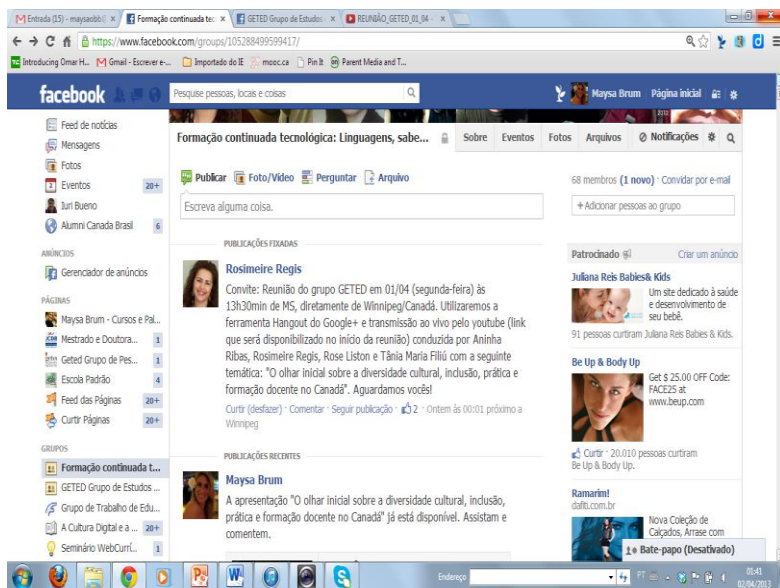 Entrada (15) - maysaobb
Formação continuada tec
GETED Grupo de Estudos
REUNIÃO_GETED_01_04 -
https://www.facebook.com/groups/105288499599417/
Introducing Omar H...
Gmail - Escrever e-...
Importado do IE
mooc.ca
Pin It
Parent Media and T...
facebook
Pesquise pessoas, locais e coisas
Maysa Brum
Página inicial
Feed de notícias
Mensagens
Fotos
Eventos 20+
Iuri Bueno
Alumni Canada Brasil 6
ANÚNCIOS
Gerenciador de anúncios
PÁGINAS
Maysa Brum - Cursos e Pal...
Mestrado e Doutora... 1
Geted Grupo de Pes... 1
Escola Padrão 4
Feed das Páginas 20+
Curtir Páginas 20+
GRUPOS
Formação continuada t...
GETED Grupo de Estudos ...
Grupo de Trabalho de Edu...
A Cultura Digital e a ... 20+
Seminário WebCurrí... 1
Formação continuada tecnológica: Linguagens, sabe...
Sobre
Eventos
Fotos
Arquivos
Notificações
Publicar
Foto/Vídeo
Perguntar
Arquivo
Escreva alguma coisa.
PUBLICAÇÕES FIXADAS
Rosimeire Regis
Convite: Reunião do grupo GETED em 01/04 (segunda-feira) às
13h30min de MS, diretamente de Winnipeg/Canadá. Utilizaremos a
ferramenta Hangout do Google+ e transmissão ao vivo pelo youtube (link
que será disponibilizado no início da reunião) conduzida por Aninha
Ribas, Rosimeire Regis, Rose Liston e Tânia Maria Filiú com a seguinte
temática: "O olhar inicial sobre a diversidade cultural, inclusão, prática e
formação docente no Canadá". Aguardamos vocês!
Curtir (desfazer) · Comentar · Seguir publicação · 2 · Ontem às 00:01 próximo a
Winnipeg
PUBLICAÇÕES RECENTES
Maysa Brum
A apresentação "O olhar inicial sobre a diversidade cultural, inclusão,
prática e formação docente no Canadá" já está disponível. Assistam e
comentem.
68 membros (1 novo) · Convidar por e-mail
+ Adicionar pessoas ao grupo
Patrocinado
Criar um anúncio
Juliana Reis Babies& Kids
Um site dedicado à saúde
e desenvolvimento de
seu bebê.
91 pessoas curtiram Juliana Reis Babies & Kids.
Be Up & Body Up
Get $ 25.00 OFF Code:
FACE25 at
www.beup.com
Curtir · 20.010 pessoas curtiram
Be Up & Body Up.
Ramarim!
dafiti.com.br
Nova Coleção de
Calçados, Arrase com
Bate-papo (Desativado)
Endereço
PT
01:41
02/04/2013